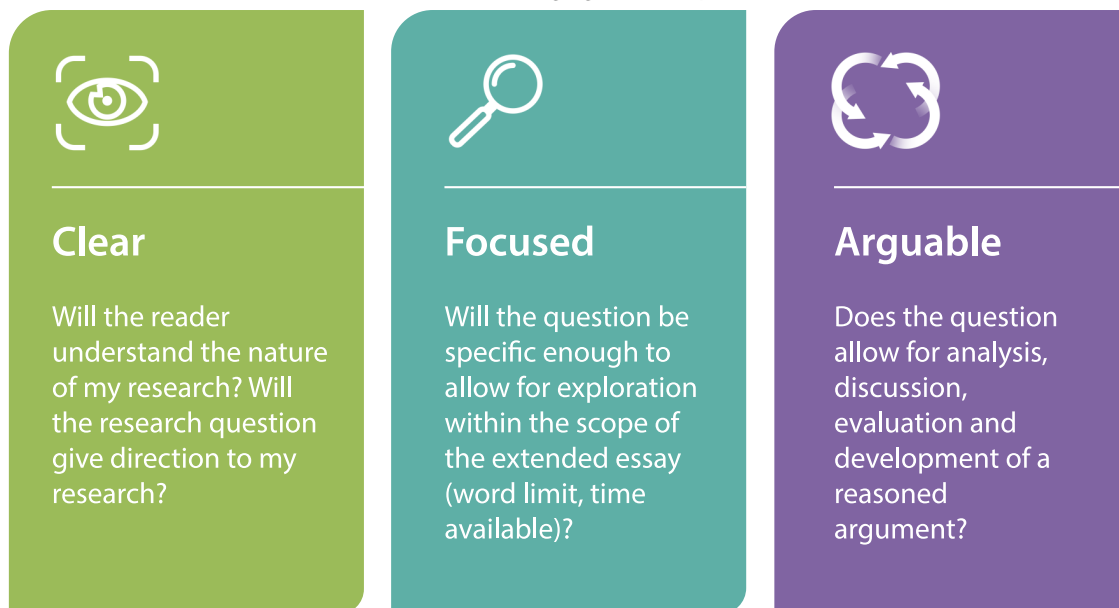 Clear
Will the reader
understand the nature
of my research? Will
the research question
give direction to my
research?
Focused
Will the question be
specific enough to
allow for exploration
within the scope of
the extended essay
(word limit, time
available)?
Arguable
Does the question
allow for analysis,
discussion,
evaluation and
development of a
reasoned
argument?